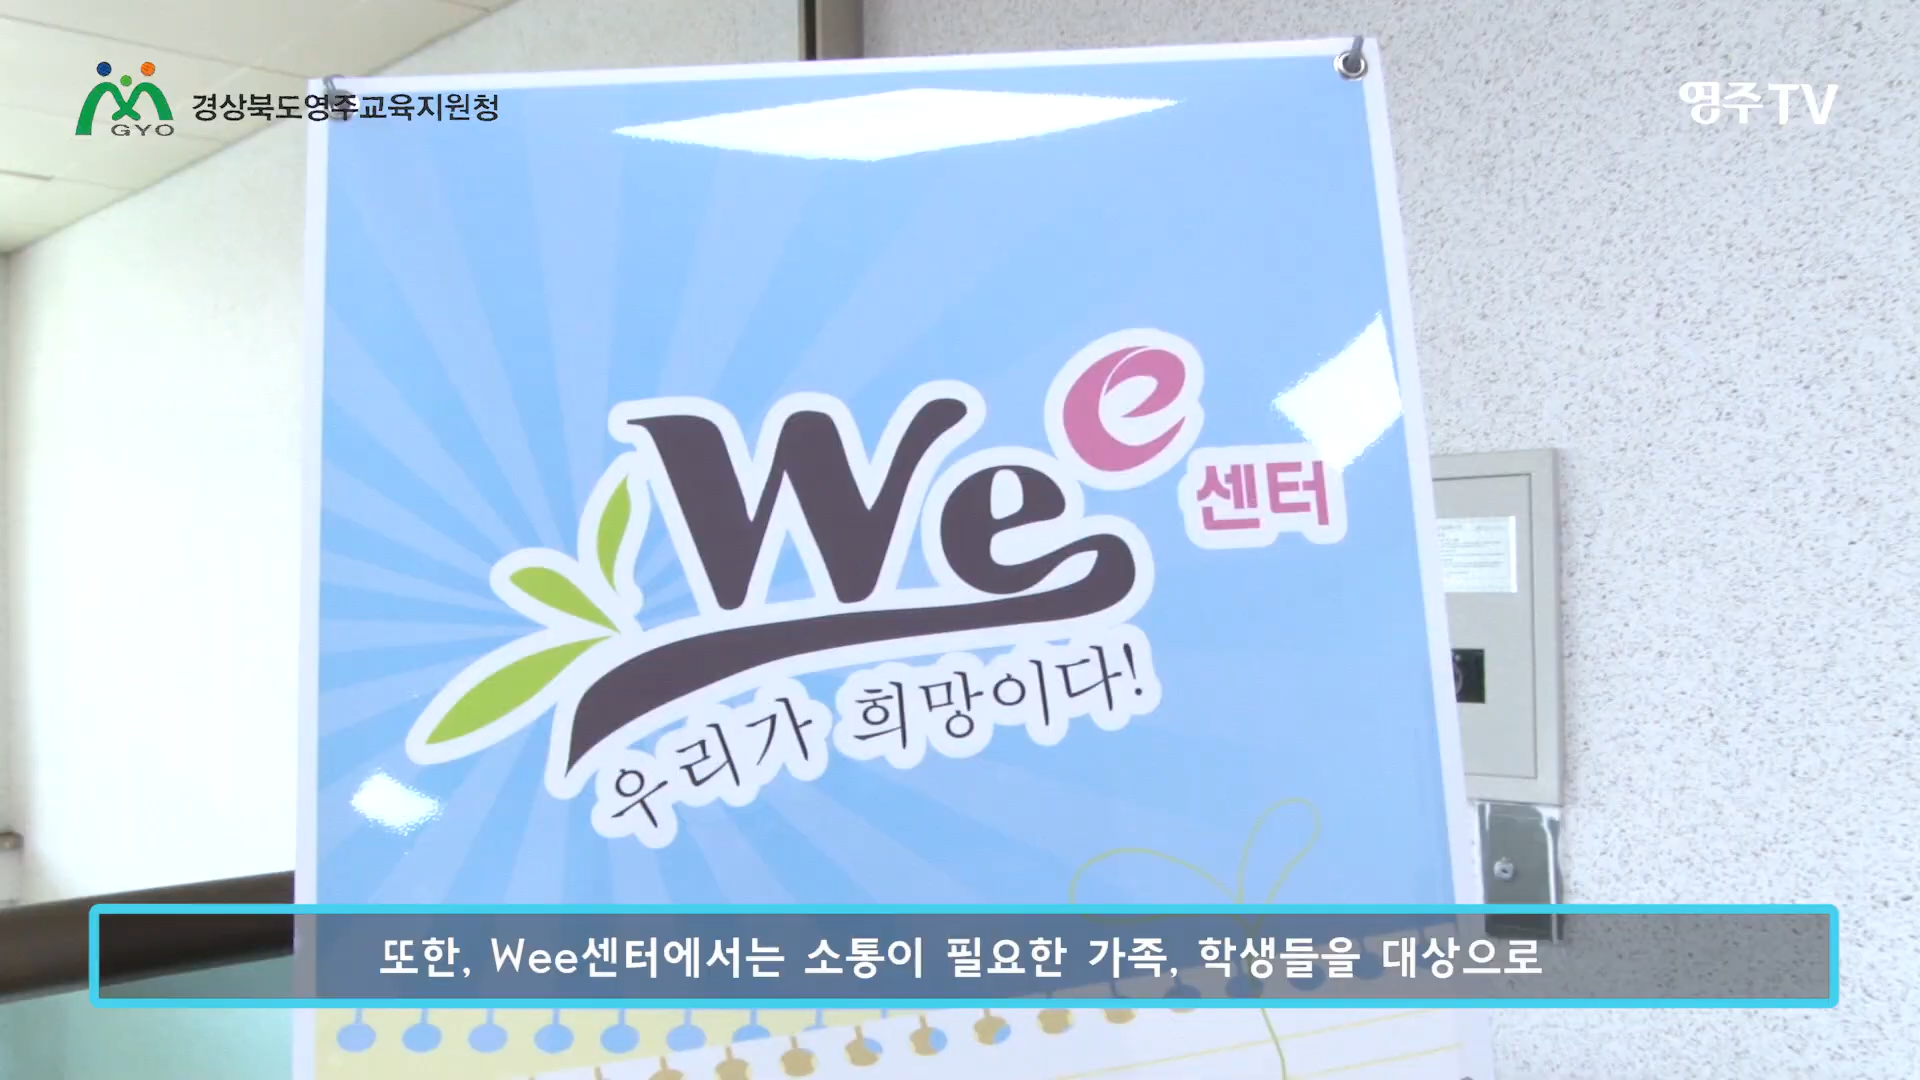 GYO
경상북도영주교육지원청
영주TV
Wee
센터
우리가 희망이다!
또한, Wee센터에서는 소통이 필요한 가족, 학생들을 대상으로